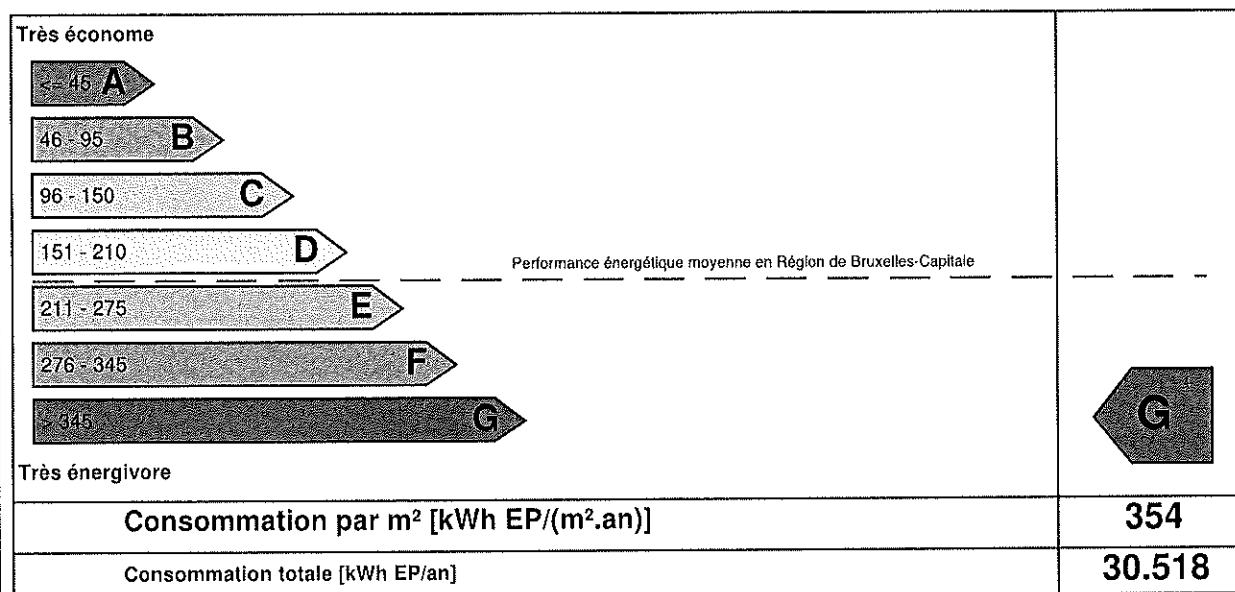 Très économe
<= 45 A
46 - 95 B
96 - 150 C
151 - 210 D
Performance énergétique moyenne en Région de Bruxelles-Capitale
211 - 275 E
276 - 345 F
> 345 G
G
Très énergivore
Consommation par m² [kWh EP/(m².an)] 354
Consommation totale [kWh EP/an] 30.518